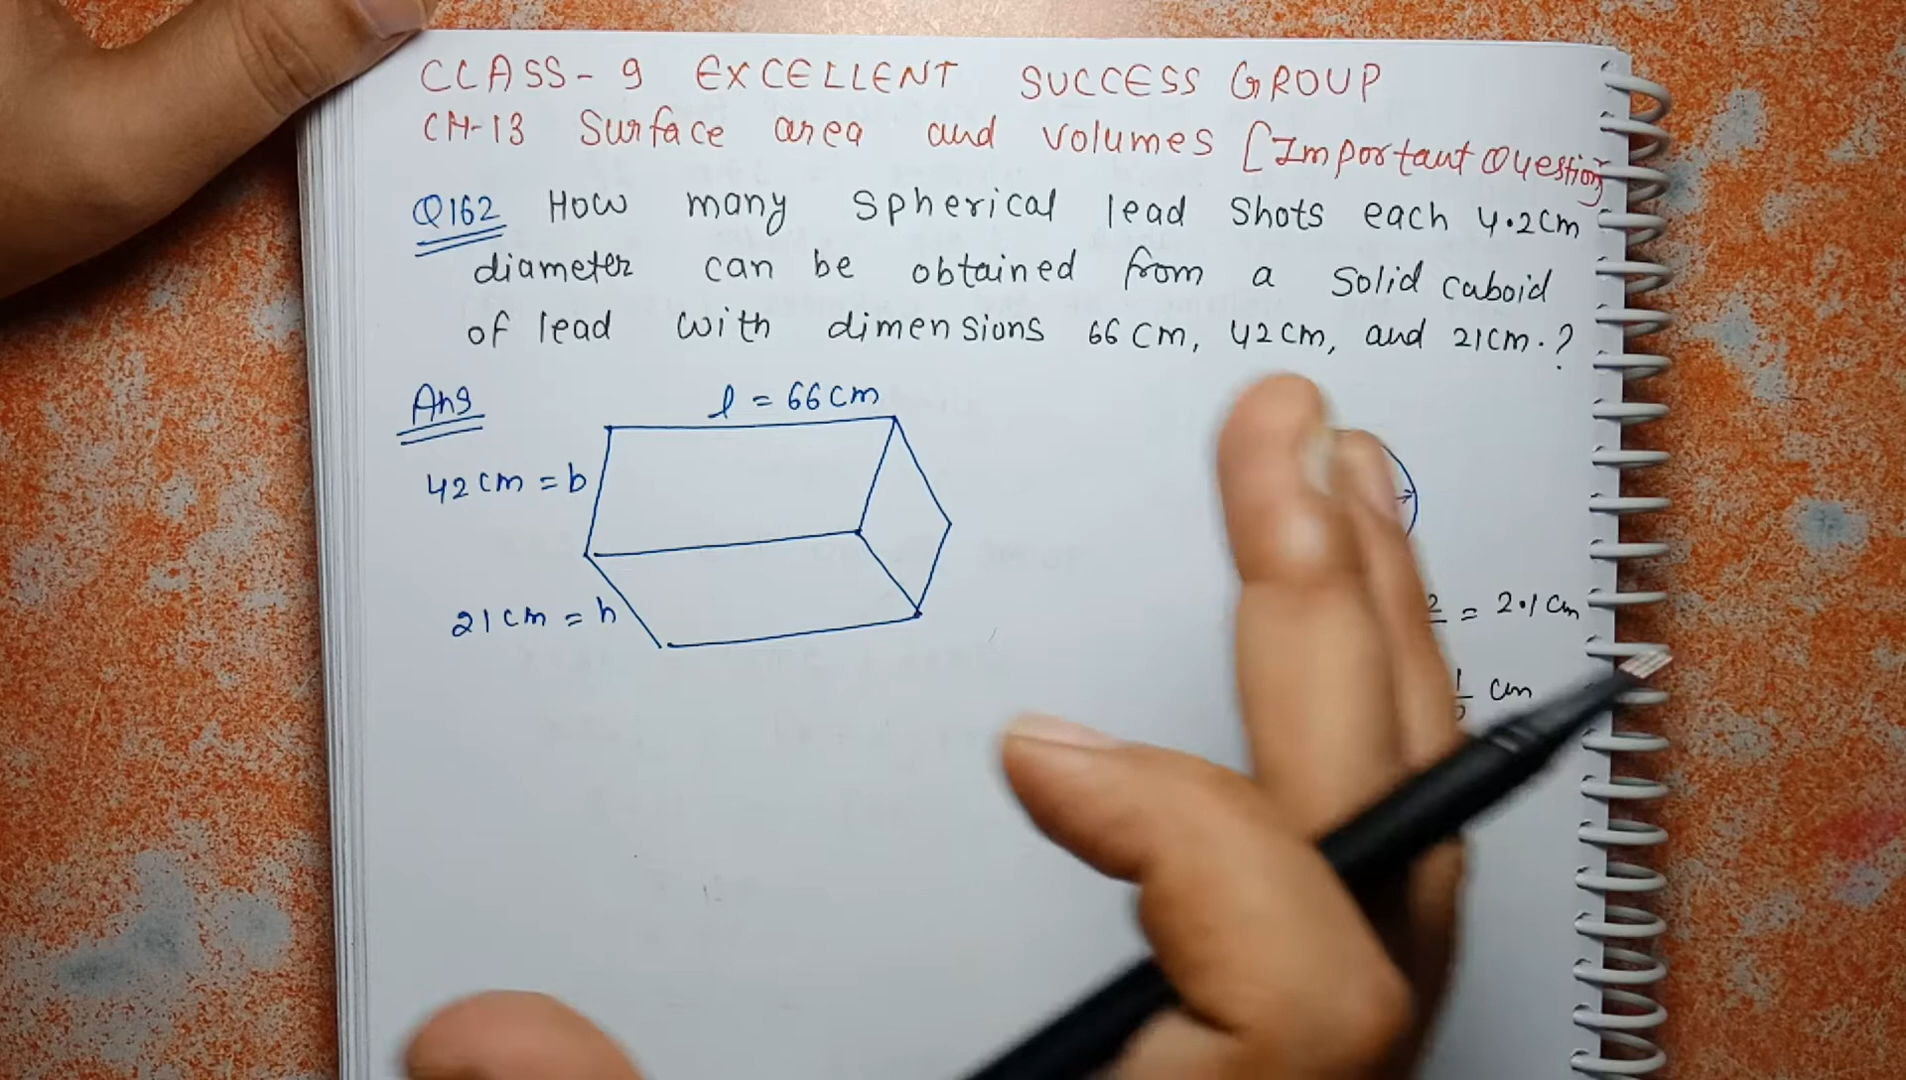 CLASS-9 EXCELLENT SUCCESS GROUP
CH-13 Surface area and volumes [Important Question]
Q162 How many spherical lead shots each 4.2cm
diameter can be obtained from a solid caboid
of lead with dimensions 66 cm, 42 cm, and 21cm.?
Ans
l = 66cm
42 cm = b
21 cm = h
2 = 2.1 cm
cm